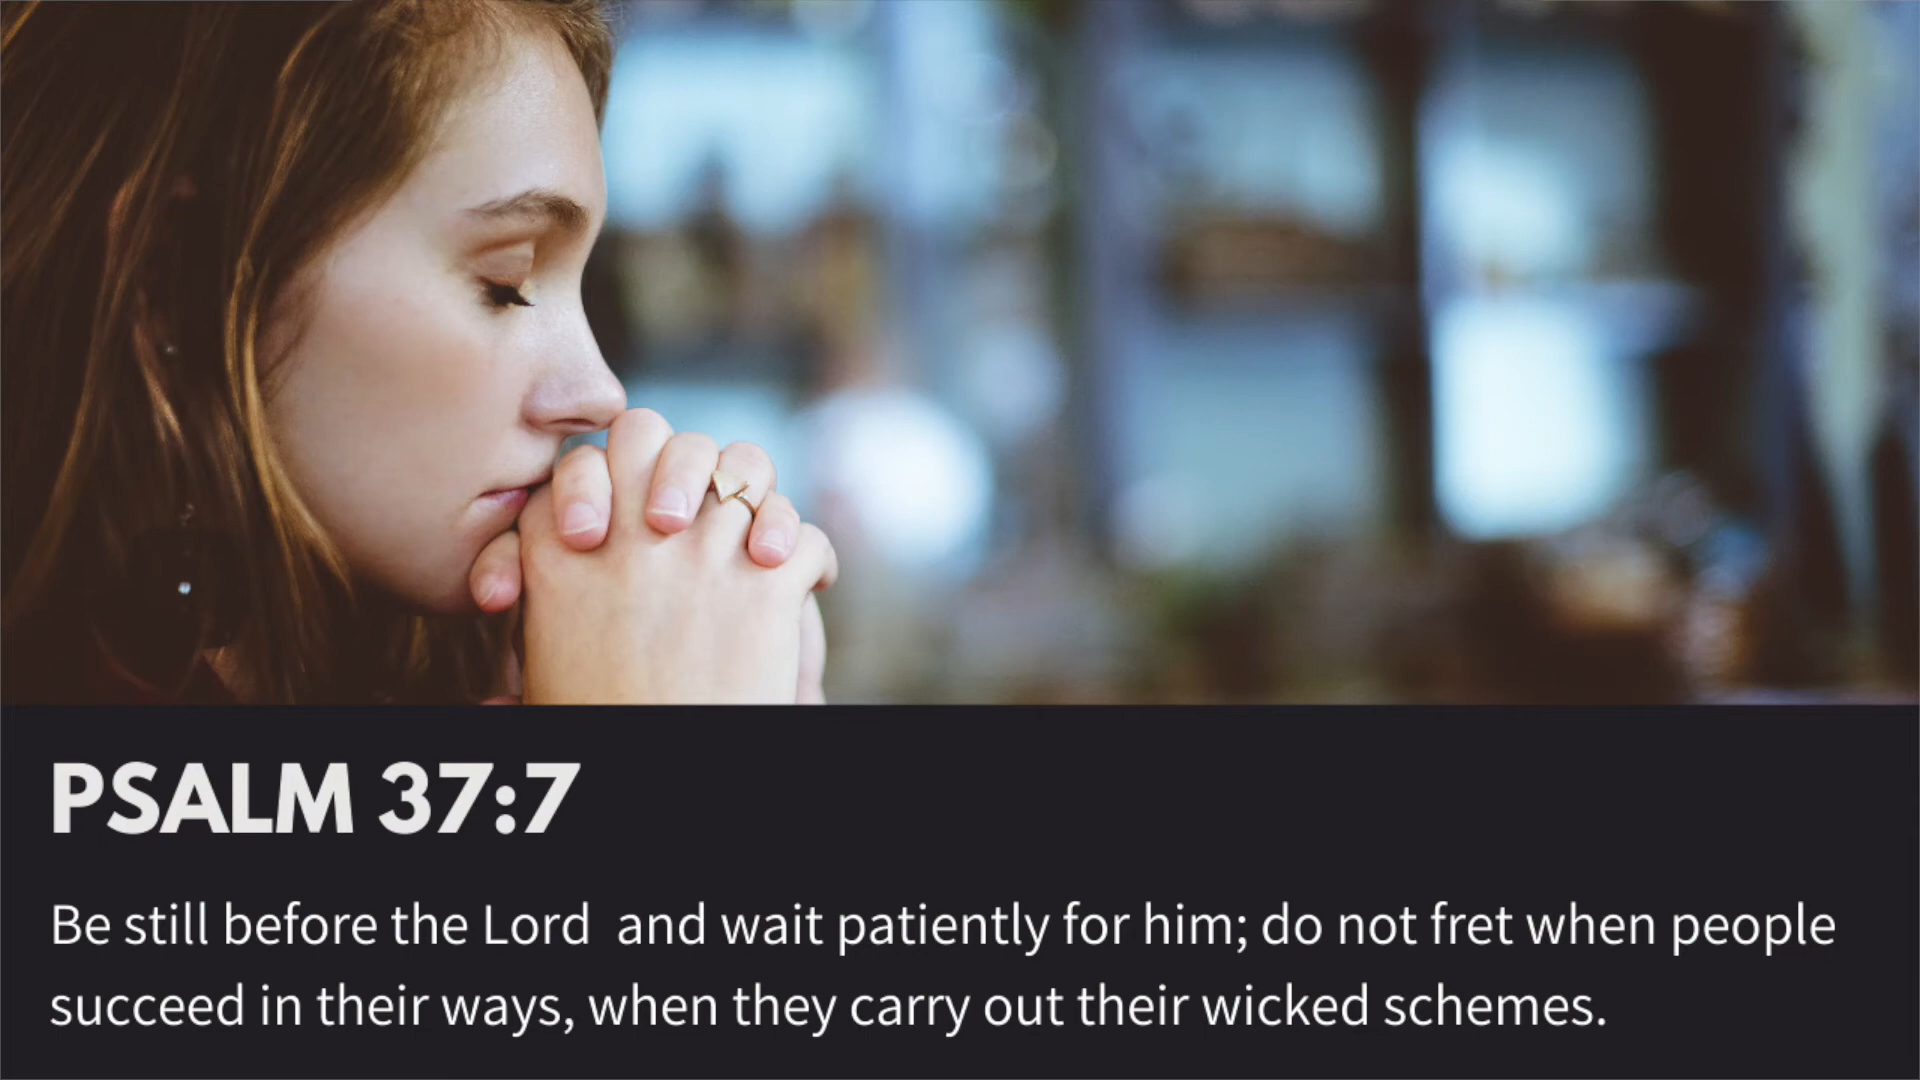 PSALM 37:7
Be still before the Lord  and wait patiently for him; do not fret when people
succeed in their ways, when they carry out their wicked schemes.